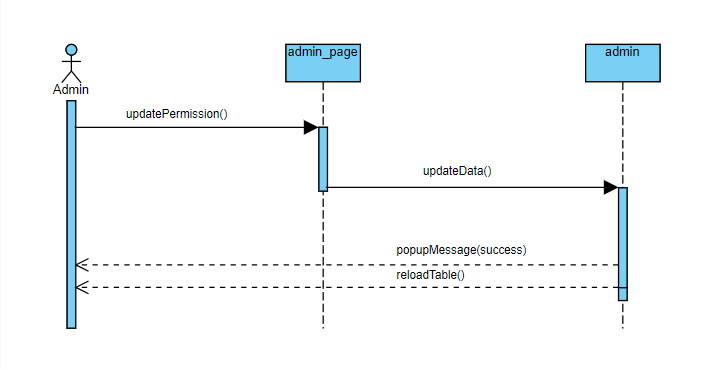 admin_page
admin
Admin
updatePermission()
updateData()
popupMessage(success)
reloadTable()